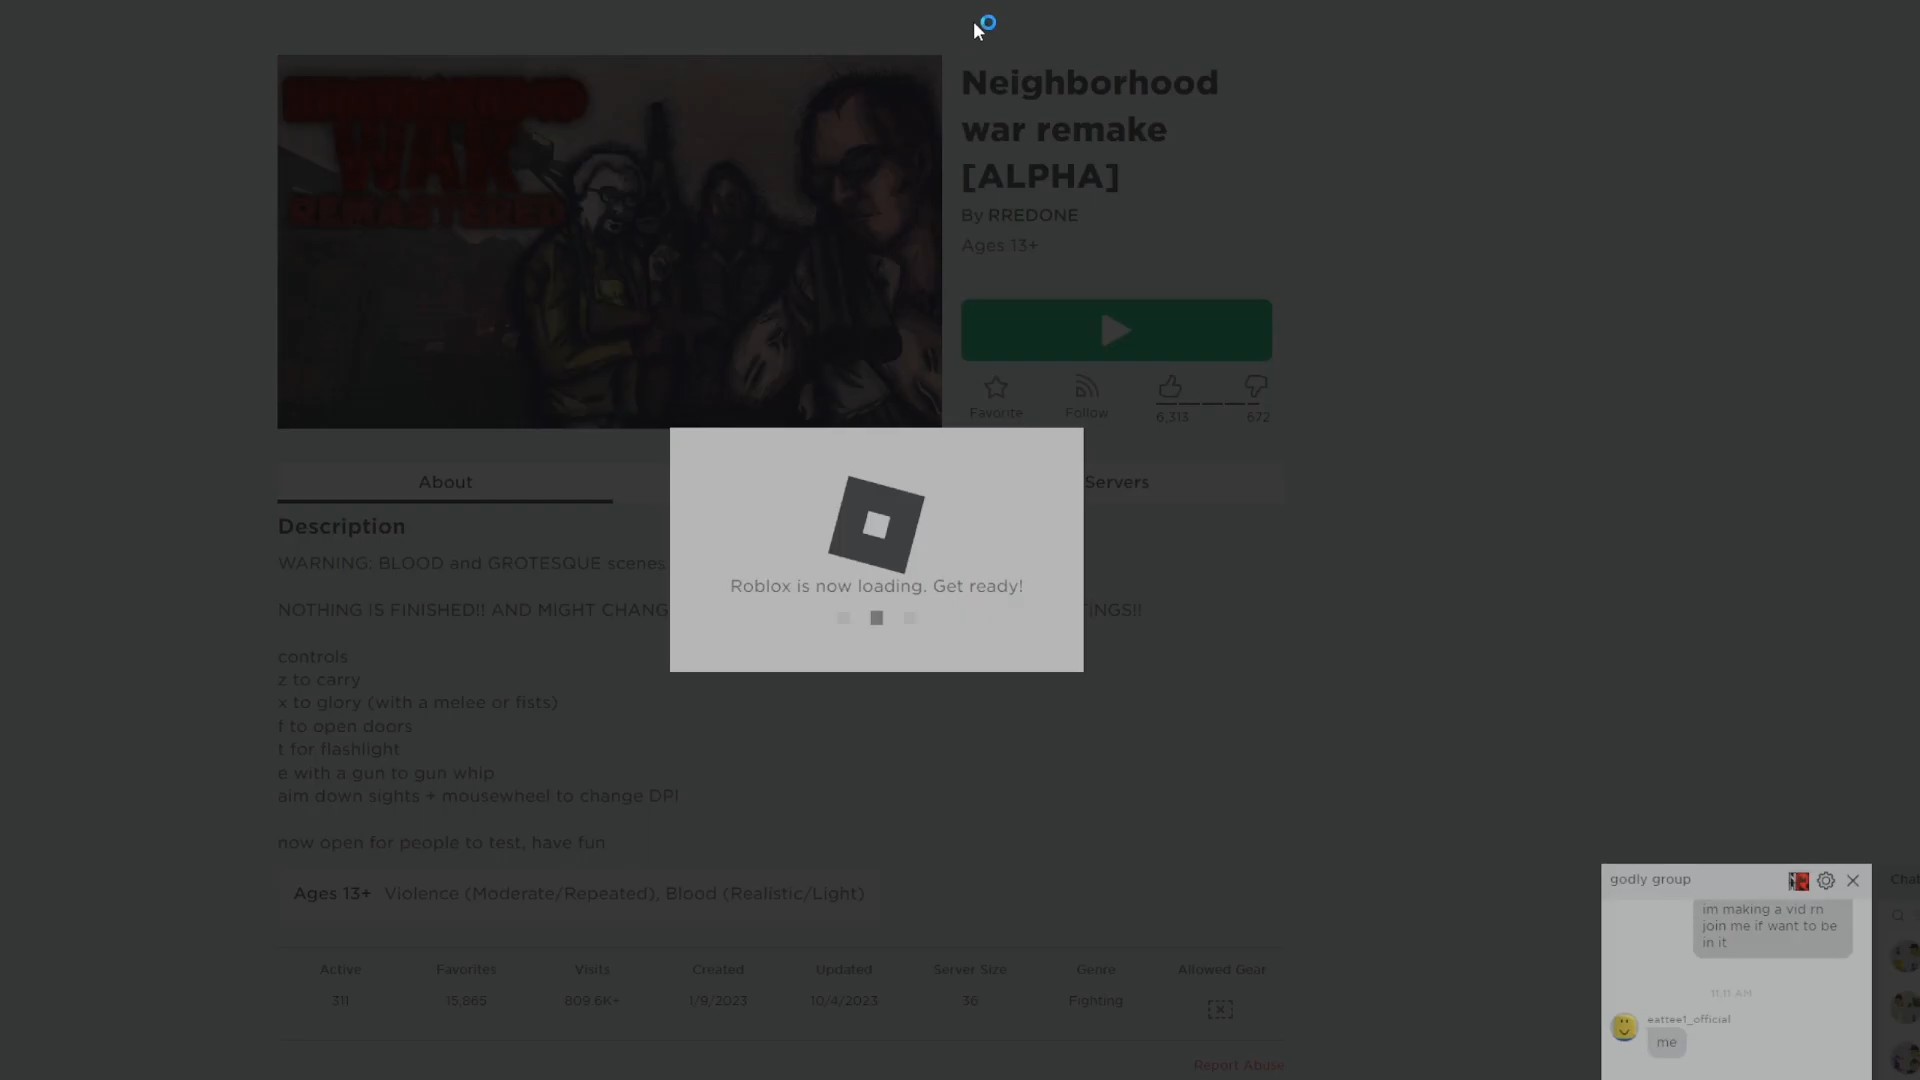 NEIGHBORHOOD
WAR
REMASTERED
Neighborhood
war remake
[ALPHA]
By RREDONE
Ages 13+
Favorite
Follow
6,313
672
About
Servers
Description
WARNING: BLOOD and GROTESQUE scenes
NOTHING IS FINISHED!! AND MIGHT CHANG
INGS!!
Roblox is now loading. Get ready!
controls
z to carry
x to glory (with a melee or fists)
f to open doors
t for flashlight
e with a gun to gun whip
aim down sights + mousewheel to change DPI
now open for people to test, have fun
Ages 13+ Violence (Moderate/Repeated), Blood (Realistic/Light)
Active Favorites Visits Created Updated Server Size Genre Allowed Gear
311 15,865 809.6K+ 1/9/2023 10/4/2023 36 Fighting
Report Abuse
godly group
im making a vid rn
join me if want to be
in it
11:11 AM
eattee1_official
me
Chat